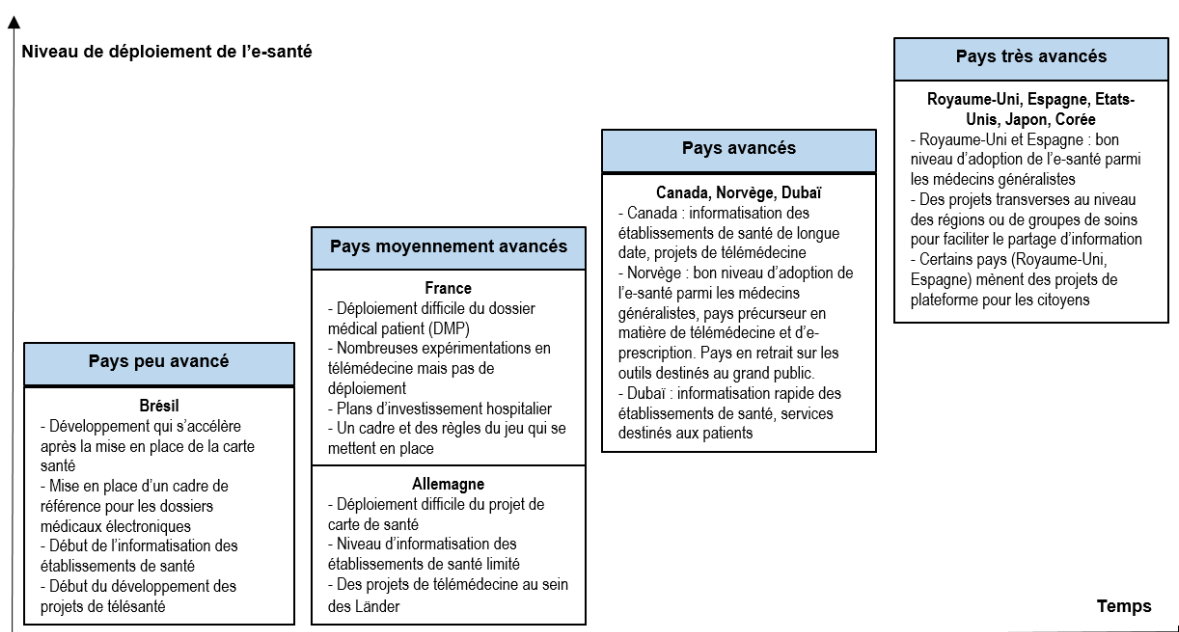 Niveau de déploiement de l’e-santé
Pays peu avancé
Brésil
- Développement qui s’accélère
après la mise en place de la carte
santé
- Mise en place d’un cadre de
référence pour les dossiers
médicaux électroniques
- Début de l’informatisation des
établissements de santé
- Début du développement des
projets de télésanté
Pays moyennement avancés
France
- Déploiement difficile du dossier
médical patient (DMP)
- Nombreuses expérimentations en
télémédecine mais pas de
déploiement
- Plans d’investissement hospitalier
- Un cadre et des règles du jeu qui se
mettent en place
Allemagne
- Déploiement difficile du projet de
carte de santé
- Niveau d’informatisation des
établissements de santé limité
- Des projets de télémédecine au sein
des Länder
Pays avancés
Canada, Norvège, Dubaï
- Canada : informatisation des
établissements de santé de longue
date, projets de télémédecine
- Norvège : bon niveau d’adoption de
l’e-santé parmi les médecins
généralistes, pays précurseur en
matière de télémédecine et d’e-
prescription. Pays en retrait sur les
outils destinés au grand public.
- Dubaï : informatisation rapide des
établissements de santé, services
destinés aux patients
Pays très avancés
Royaume-Uni, Espagne, Etats-
Unis, Japon, Corée
- Royaume-Uni et Espagne : bon
niveau d’adoption de l’e-santé parmi
les médecins généralistes
- Des projets transverses au niveau
des régions ou de groupes de soins
pour faciliter le partage d’information
- Certains pays (Royaume-Uni,
Espagne) mènent des projets de
plateforme pour les citoyens
Temps